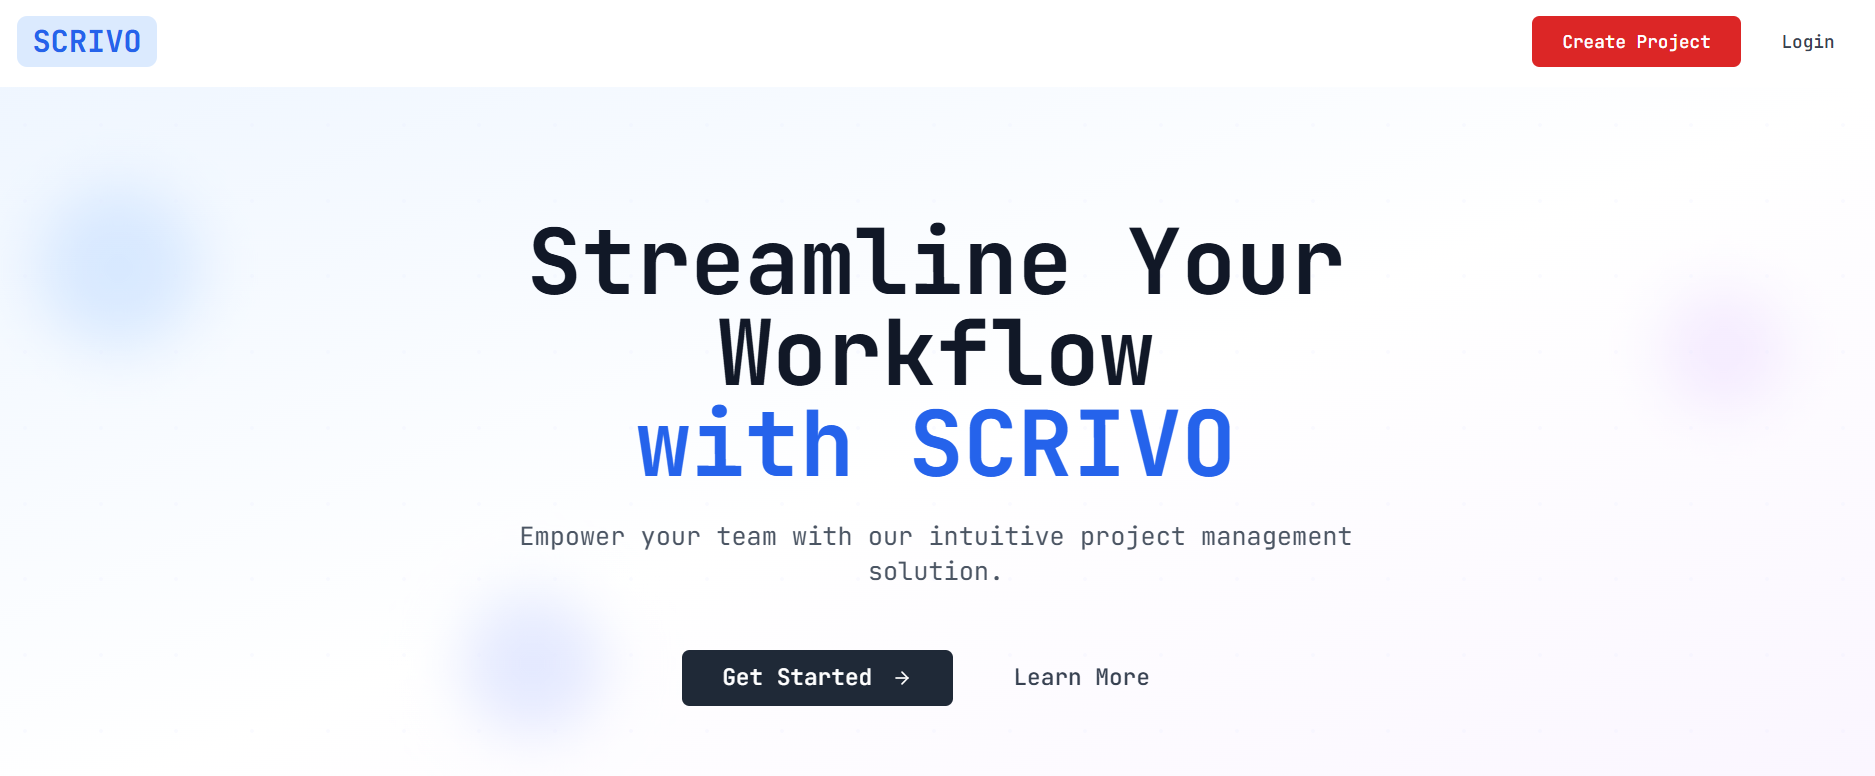 SCRIVO
Create Project
Login
Streamline Your
Workflow
with SCRIVO
Empower your team with our intuitive project management
solution.
Get Started →
Learn More